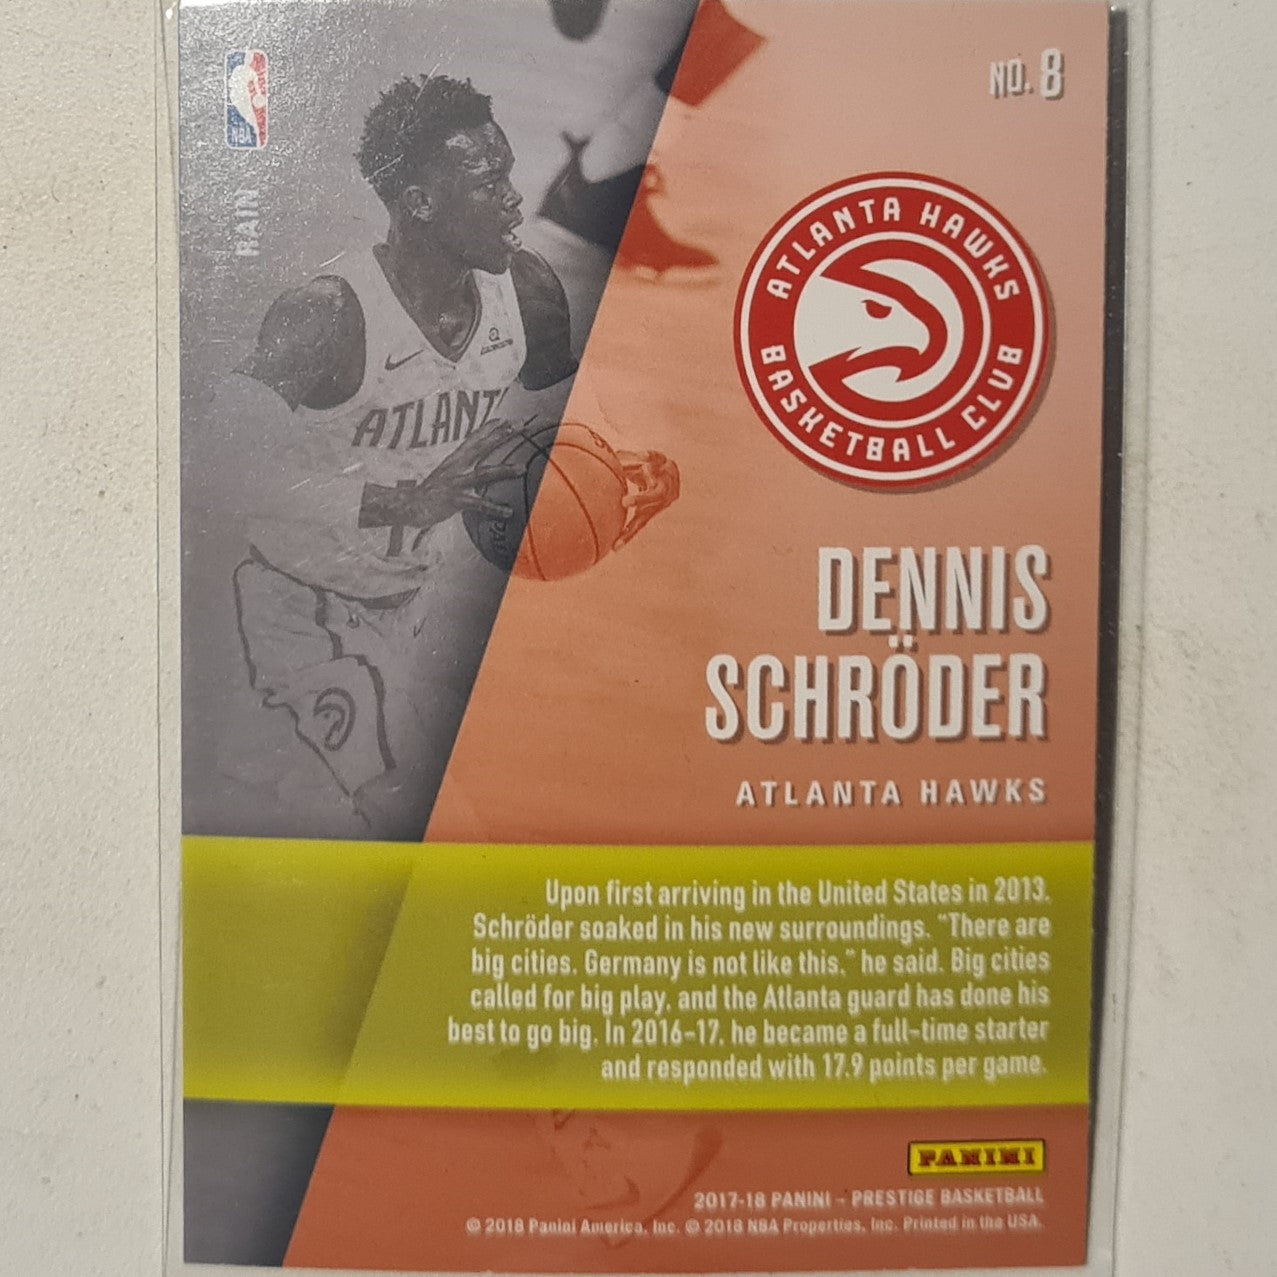 NBA
RAIN
NO. 8
ATLANTA HAWKS
BASKETBALL CLUB
ATLANT
DENNIS
SCHRÖDER
ATLANTA HAWKS
Upon first arriving in the United States in 2013,
Schröder soaked in his new surroundings. "There are
big cities. Germany is not like this," he said. Big cities
called for big play, and the Atlanta guard has done his
best to go big. In 2016-17, he became a full-time starter
and responded with 17.9 points per game.
PANINI
2017-18 PANINI – PRESTIGE BASKETBALL
© 2018 Panini America, Inc. © 2018 NBA Properties, Inc. Printed in the USA.